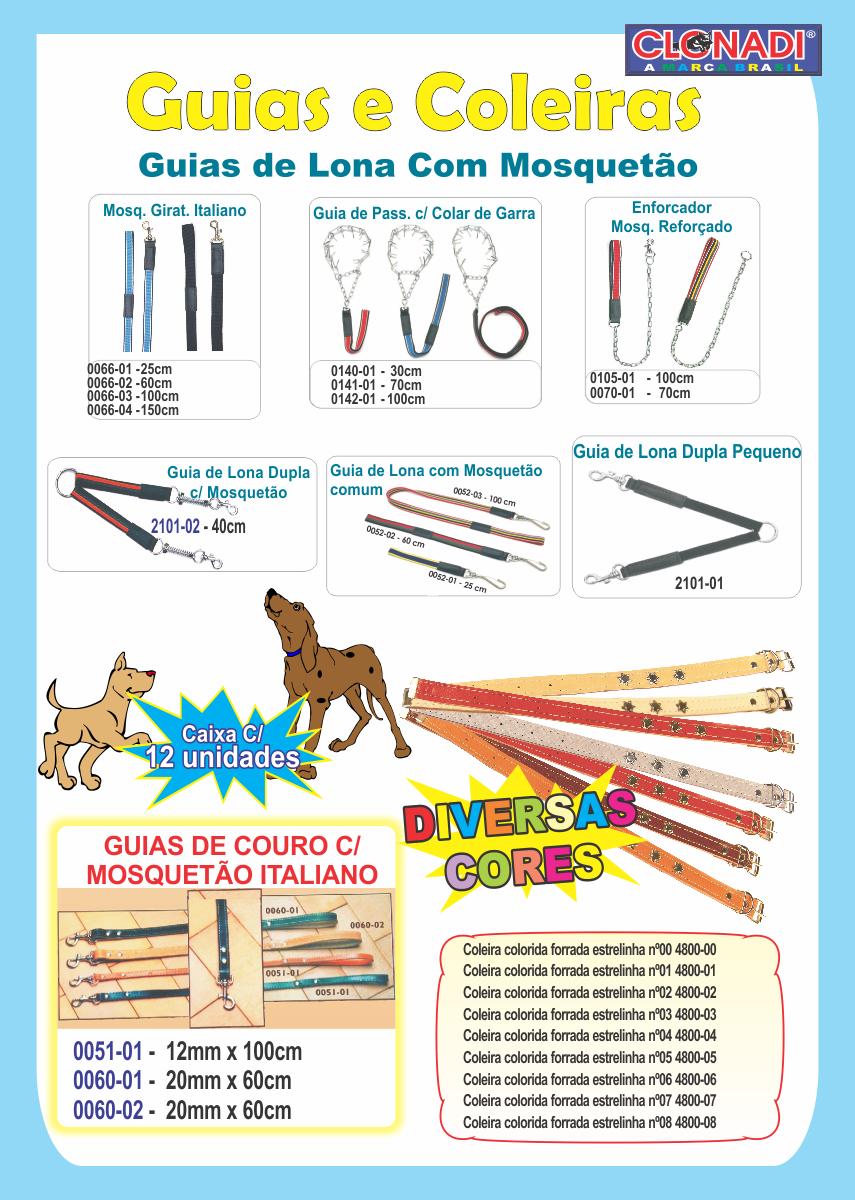 CLONADI®
A MARCA BRASIL
Guias e Coleiras
Guias de Lona Com Mosquetão
Mosq. Girat. Italiano
0066-01 -25cm
0066-02 -60cm
0066-03 -100cm
0066-04 -150cm
Guia de Pass. c/ Colar de Garra
0140-01 - 30cm
0141-01 - 70cm
0142-01 - 100cm
Enforcador
Mosq. Reforçado
0105-01 - 100cm
0070-01 - 70cm
Guia de Lona Dupla
c/ Mosquetão
2101-02 - 40cm
Guia de Lona com Mosquetão
comum
0052-03 - 100 cm
0052-02 - 60 cm
0052-01 - 25 cm
Guia de Lona Dupla Pequeno
2101-01
Caixa C/
12 unidades
DIVERSAS
CORES
GUIAS DE COURO C/
MOSQUETÃO ITALIANO
0060-01
0060-02
0051-01
0051-01
0051-01 - 12mm x 100cm
0060-01 - 20mm x 60cm
0060-02 - 20mm x 60cm
Coleira colorida forrada estrelinha nº00 4800-00
Coleira colorida forrada estrelinha nº01 4800-01
Coleira colorida forrada estrelinha nº02 4800-02
Coleira colorida forrada estrelinha nº03 4800-03
Coleira colorida forrada estrelinha nº04 4800-04
Coleira colorida forrada estrelinha nº05 4800-05
Coleira colorida forrada estrelinha nº06 4800-06
Coleira colorida forrada estrelinha nº07 4800-07
Coleira colorida forrada estrelinha nº08 4800-08